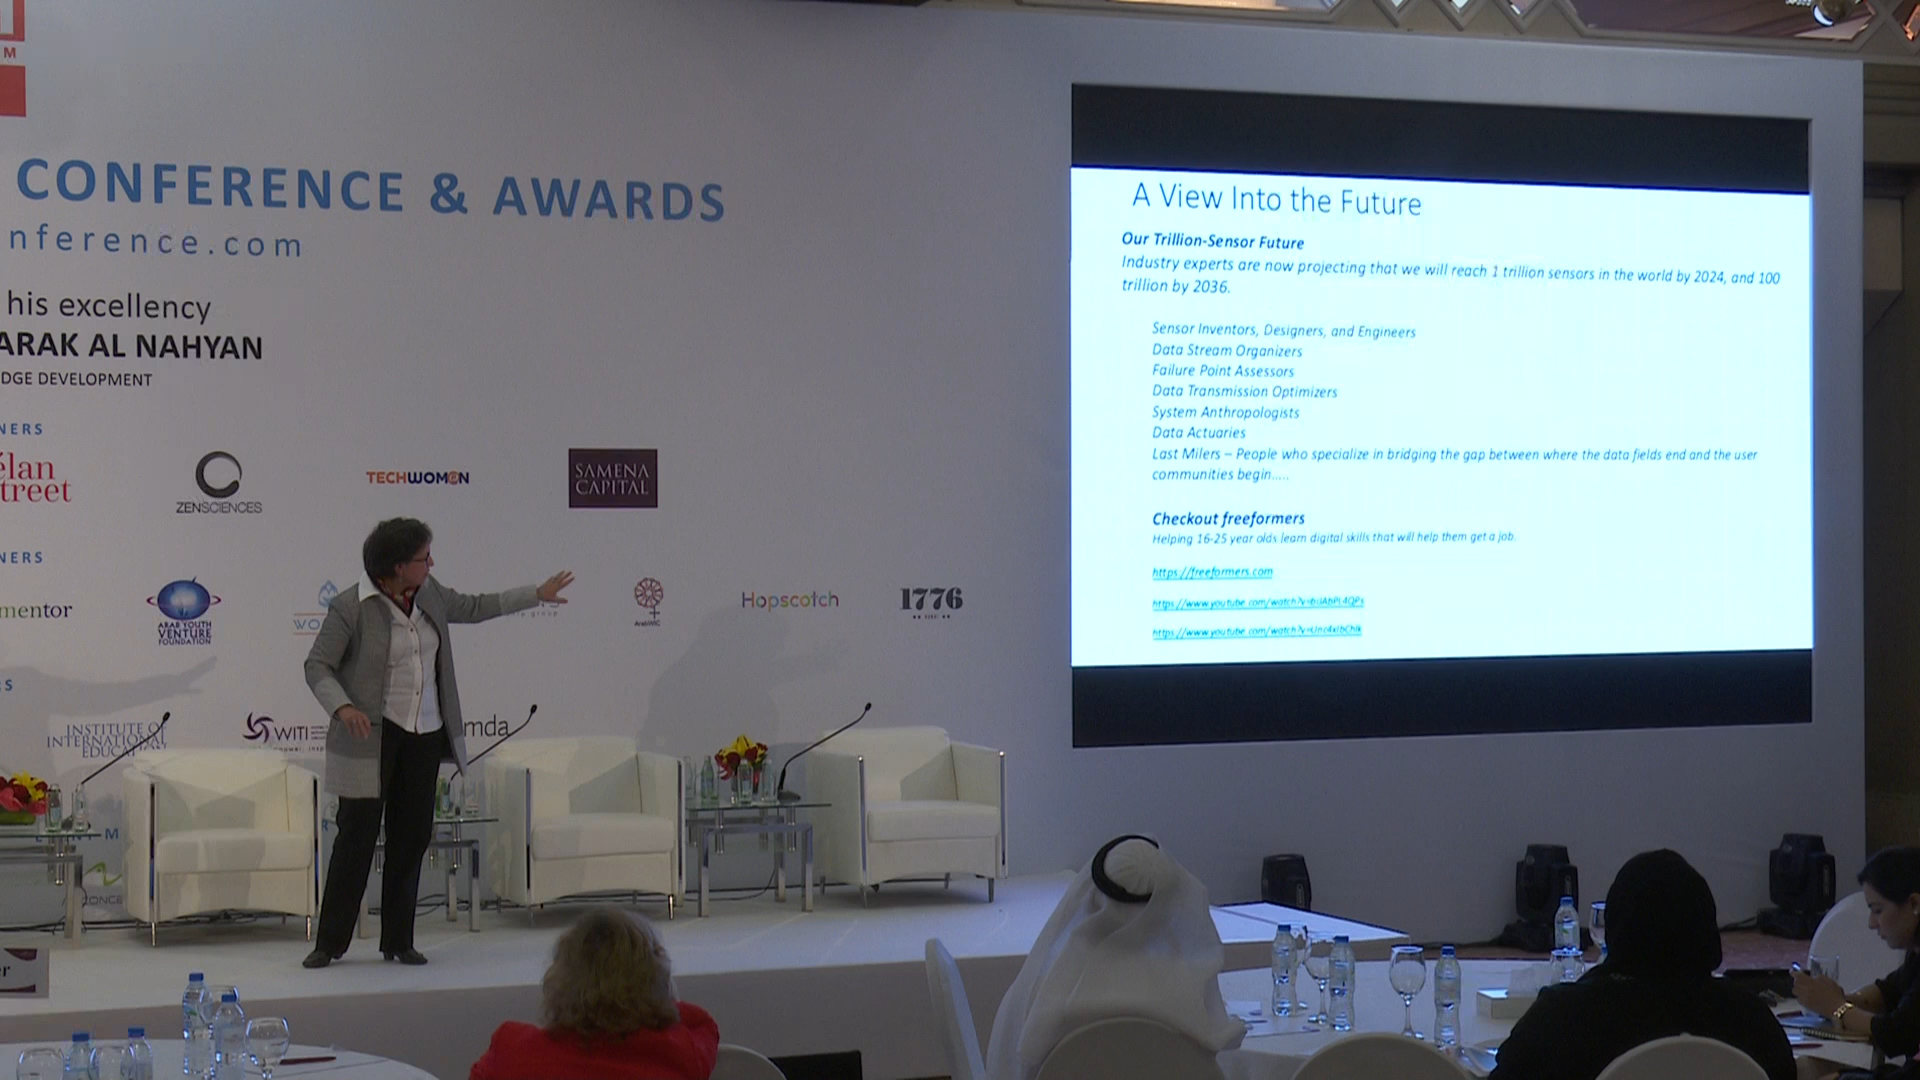 M
CONFERENCE & AWARDS
nference.com
his excellency
ARAK AL NAHYAN
DGE DEVELOPMENT
NERS
élan
treet
ZENSCIENCES
TECHWOMEN
SAMENA
CAPITAL
NERS
mentor
ARAB YOUTH
VENTURE
FOUNDATION
WO
ArabWIC
Hopscotch
1776
RS
INSTITUTE OF
INTERNATIONAL
EDUCATION
WITI
mda
M
er
A View Into the Future
Our Trillion-Sensor Future
Industry experts are now projecting that we will reach 1 trillion sensors in the world by 2024, and 100
trillion by 2036.
Sensor Inventors, Designers, and Engineers
Data Stream Organizers
Failure Point Assessors
Data Transmission Optimizers
System Anthropologists
Data Actuaries
Last Milers – People who specialize in bridging the gap between where the data fields end and the user
communities begin.....
Checkout freeformers
Helping 16-25 year olds learn digital skills that will help them get a job.
https://freeformers.com